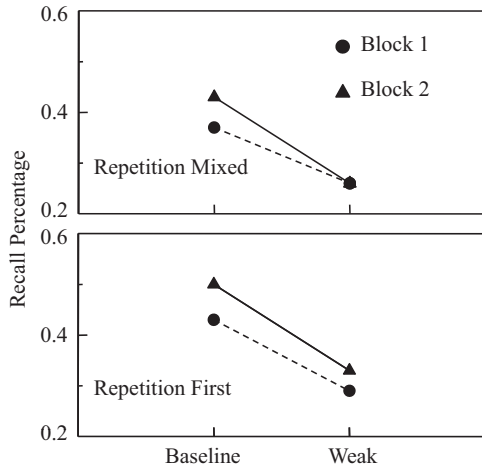 0.6
Block 1
Block 2
0.4
Repetition Mixed
0.2
Recall Percentage
0.6
0.4
Repetition First
0.2
Baseline Weak